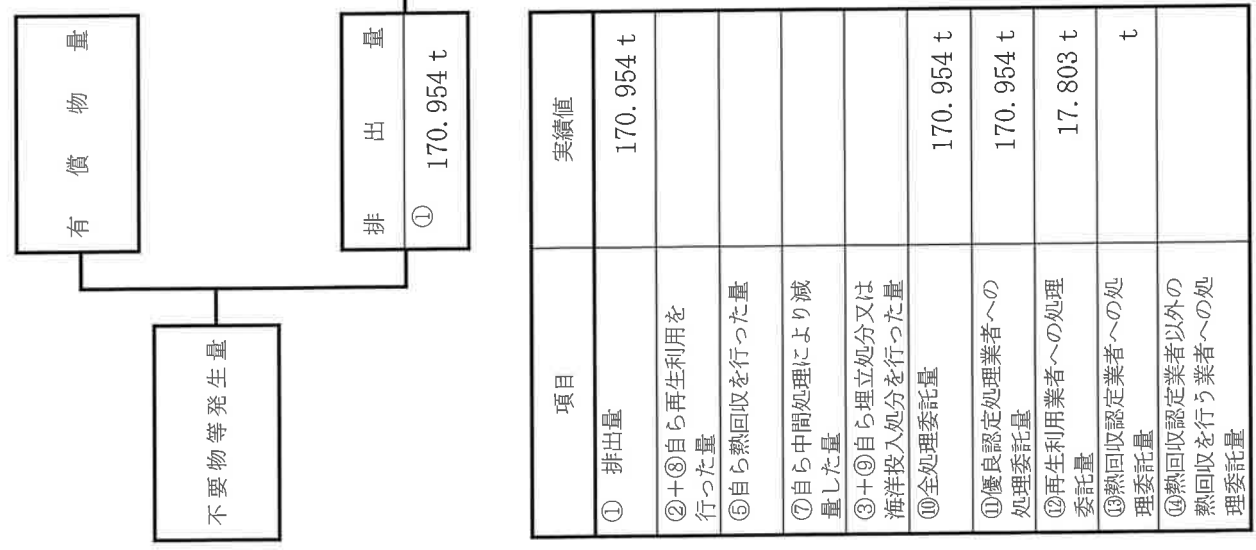 有償物量
不要物等発生量
排出量
① 170.954 t
項目 実績値
① 排出量 170.954 t
②+⑧自ら再生利用を
行った量
⑤自ら熱回収を行った量
⑦自ら中間処理により減
量した量
③+⑨自ら埋立処分又は
海洋投入処分を行った量
⑩全処理委託量 170.954 t
⑪優良認定処理業者への
処理委託量 170.954 t
⑫再生利用業者への処理
委託量 17.803 t
⑬熱回収認定業者への処
理委託量 t
⑭熱回収認定業者以外の
熱回収を行う業者への処
理委託量